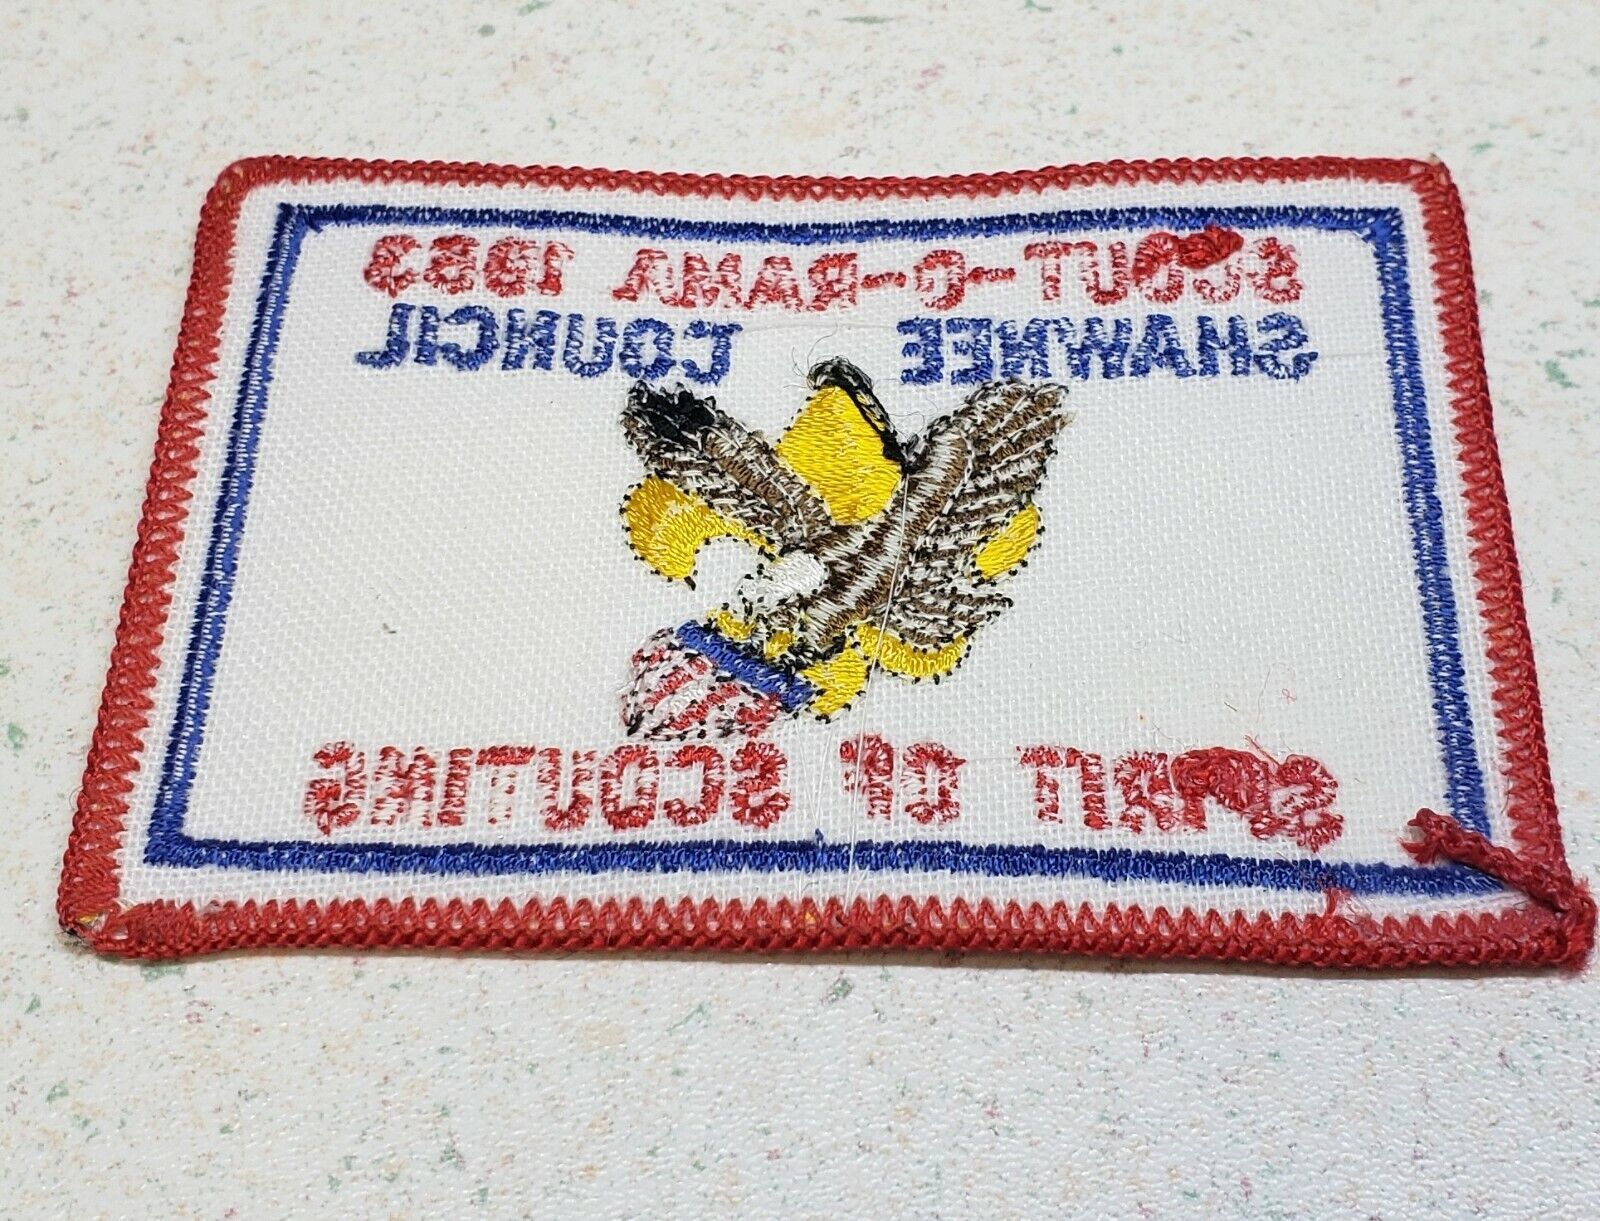 SCOUT-O-RAMA 1983
SHAWNEE COUNCIL
SPIRIT OF SCOUTING